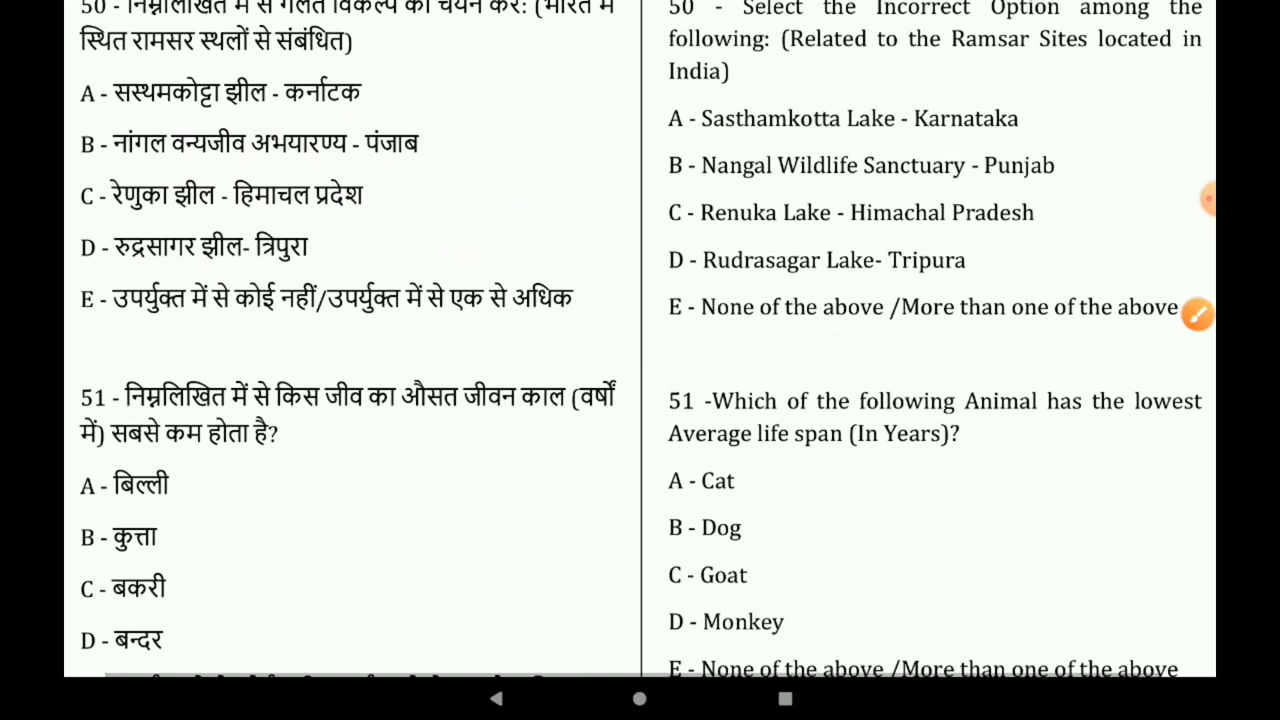 50 - निम्नलिखित में से गलत विकल्प का चयन करें: (भारत में
स्थित रामसर स्थलों से संबंधित)
A - सस्थमकोट्टा झील - कर्नाटक
B - नांगल वन्यजीव अभयारण्य - पंजाब
C - रेणुका झील - हिमाचल प्रदेश
D - रुद्रसागर झील- त्रिपुरा
E - उपर्युक्त में से कोई नहीं/उपर्युक्त में से एक से अधिक
51 - निम्नलिखित में से किस जीव का औसत जीवन काल (वर्षों
में) सबसे कम होता है?
A - बिल्ली
B - कुत्ता
C - बकरी
D - बन्दर
50 - Select the Incorrect Option among the
following: (Related to the Ramsar Sites located in
India)
A - Sasthamkotta Lake - Karnataka
B - Nangal Wildlife Sanctuary - Punjab
C - Renuka Lake - Himachal Pradesh
D - Rudrasagar Lake- Tripura
E - None of the above /More than one of the above
51 -Which of the following Animal has the lowest
Average life span (In Years)?
A - Cat
B - Dog
C - Goat
D - Monkey
E - None of the above /More than one of the above